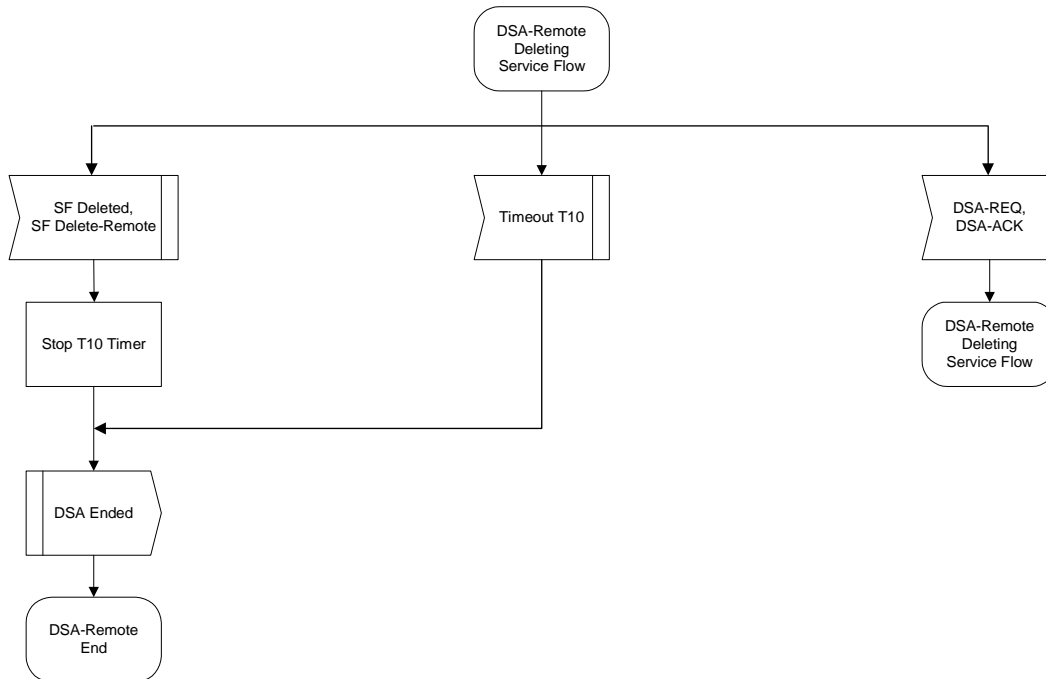 DSA-Remote
Deleting
Service Flow
SF Deleted,
SF Delete-Remote
Timeout T10
DSA-REQ,
DSA-ACK
Stop T10 Timer
DSA-Remote
Deleting
Service Flow
DSA Ended
DSA-Remote
End